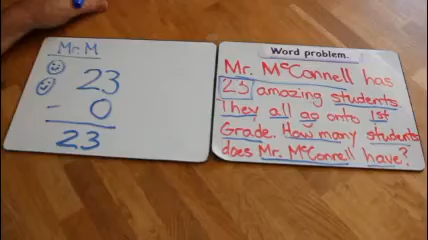 Mr. M
23
- 0
23
Word problem.
Mr. McConnell has
23 amazing students.
They all go onto 1st
Grade. How many students
does Mr. McConnell have?